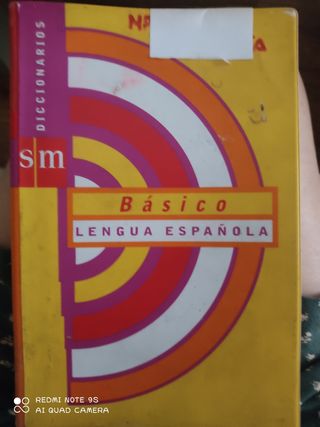 DICCIONARIOS
sm
Básico
LENGUA ESPAÑOLA
REDMI NOTE 9S
AI QUAD CAMERA